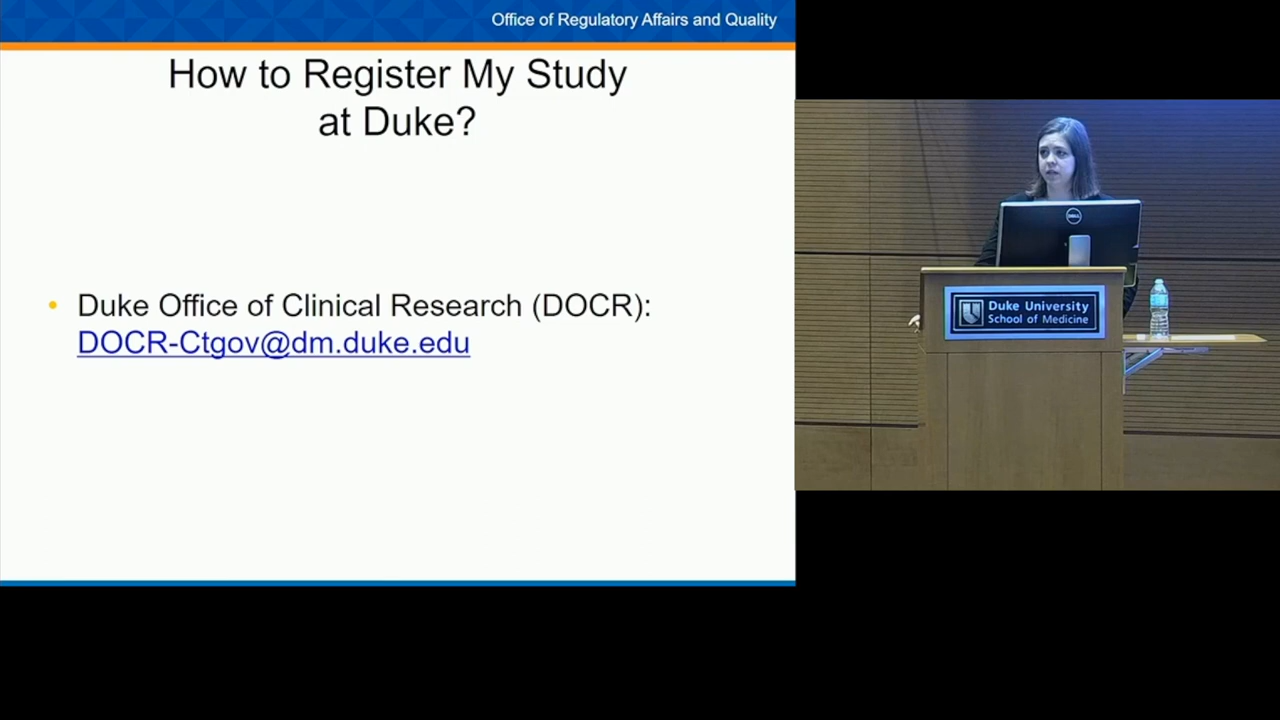 Office of Regulatory Affairs and Quality
How to Register My Study
at Duke?
• Duke Office of Clinical Research (DOCR):
DOCR-Ctgov@dm.duke.edu
DELL
Duke University
School of Medicine